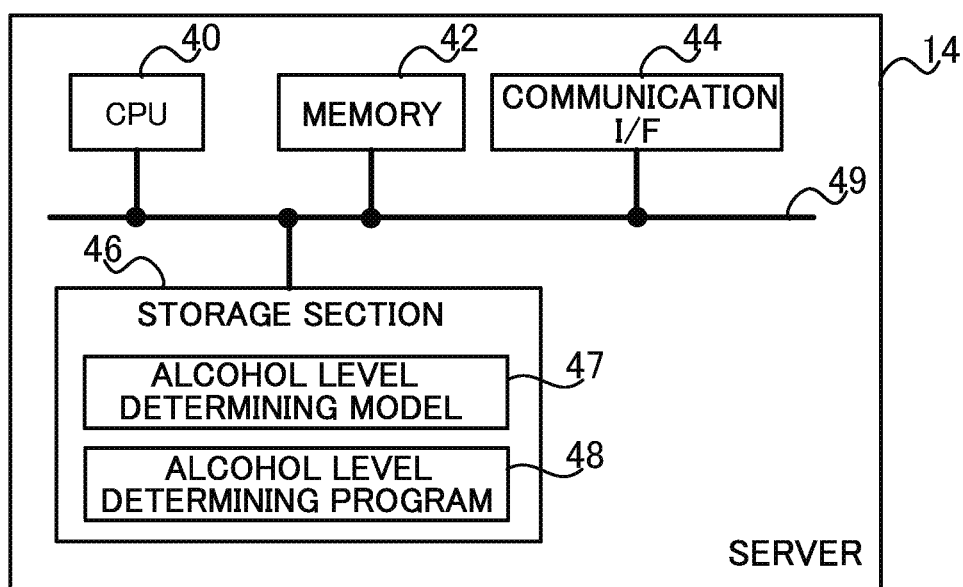 40
42
44
14
CPU
MEMORY
COMMUNICATION
I/F
49
46
STORAGE SECTION
ALCOHOL LEVEL
DETERMINING MODEL
47
ALCOHOL LEVEL
DETERMINING PROGRAM
48
SERVER